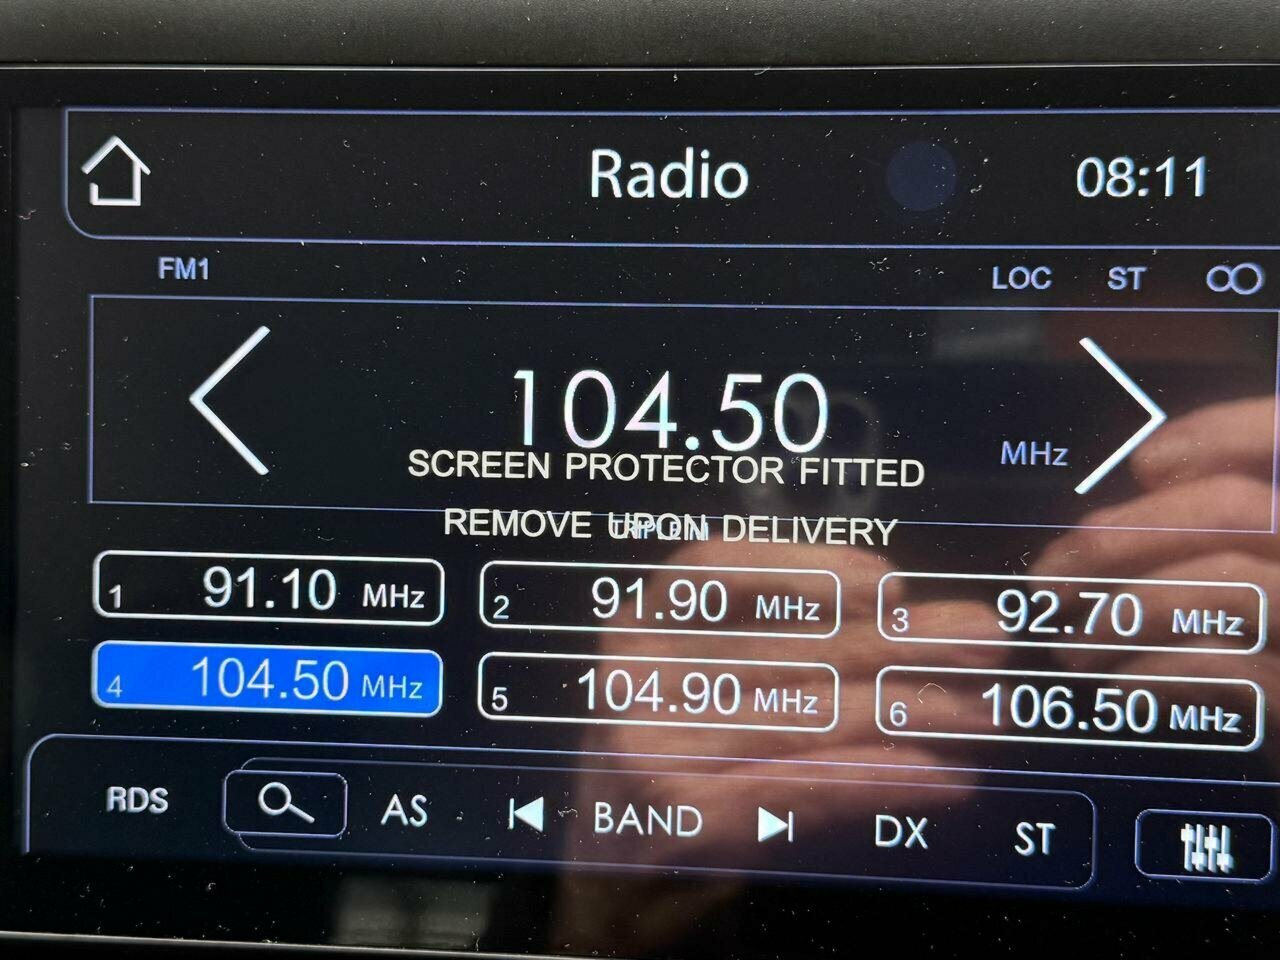 Radio 08:11
FM1 LOC ST
104.50 MHz
SCREEN PROTECTOR FITTED
REMOVE UPON DELIVERY
1 91.10 MHz 2 91.90 MHz 3 92.70 MHz
4 104.50 MHz 5 104.90 MHz 6 106.50 MHz
RDS AS BAND DX ST